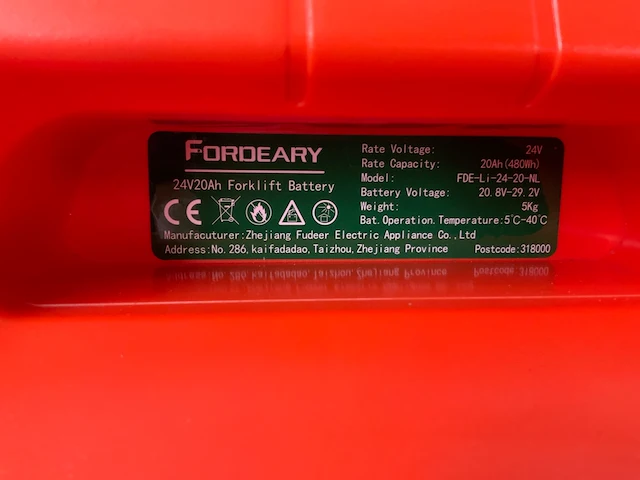 FORDEARY
24V20Ah Forklift Battery
CE
Rate Voltage: 24V
Rate Capacity: 20Ah(480Wh)
Model: FDE-Li-24-20-NL
Battery Voltage: 20.8V-29.2V
Weight: 5Kg
Bat.Operation.Temperature:5℃-40℃
Manufacuturer:Zhejiang Fudeer Electric Appliance Co.,Ltd
Address:No.286,kaifadadao,Taizhou,Zhejiang Province Postcode:318000